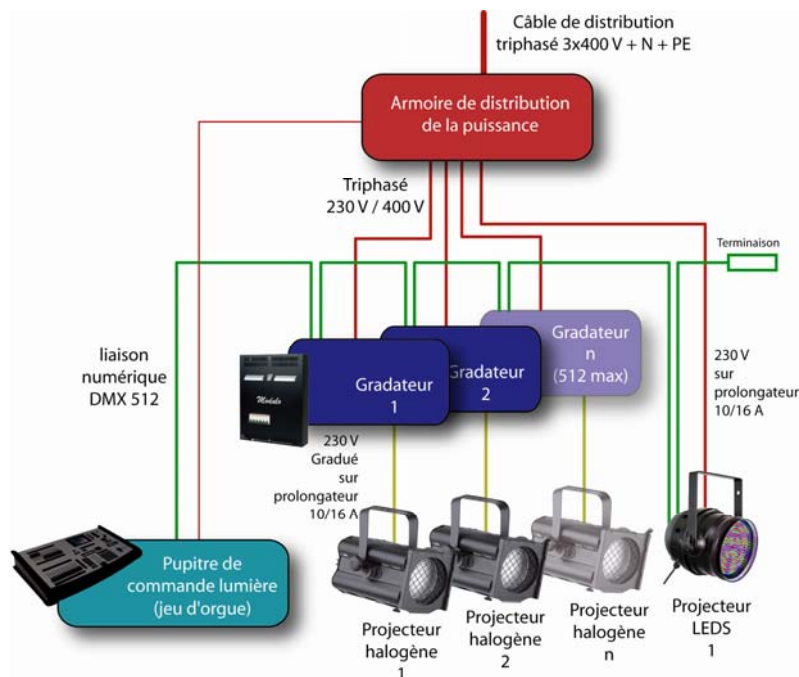 Câble de distribution
triphasé 3x400 V + N + PE
Armoire de distribution
de la puissance
Triphasé
230 V / 400 V
Terminaison
liaison
numérique
DMX 512
Gradateur
1
Gradateur
2
Gradateur
n
(512 max)
Modulo
230 V
sur
prolongateur
10/16 A
230 V
Gradué
sur
prolongateur
10/16 A
Pupitre de
commande lumière
(jeu d'orgue)
Projecteur
halogène
1
Projecteur
halogène
2
Projecteur
halogène
n
Projecteur
LEDS
1